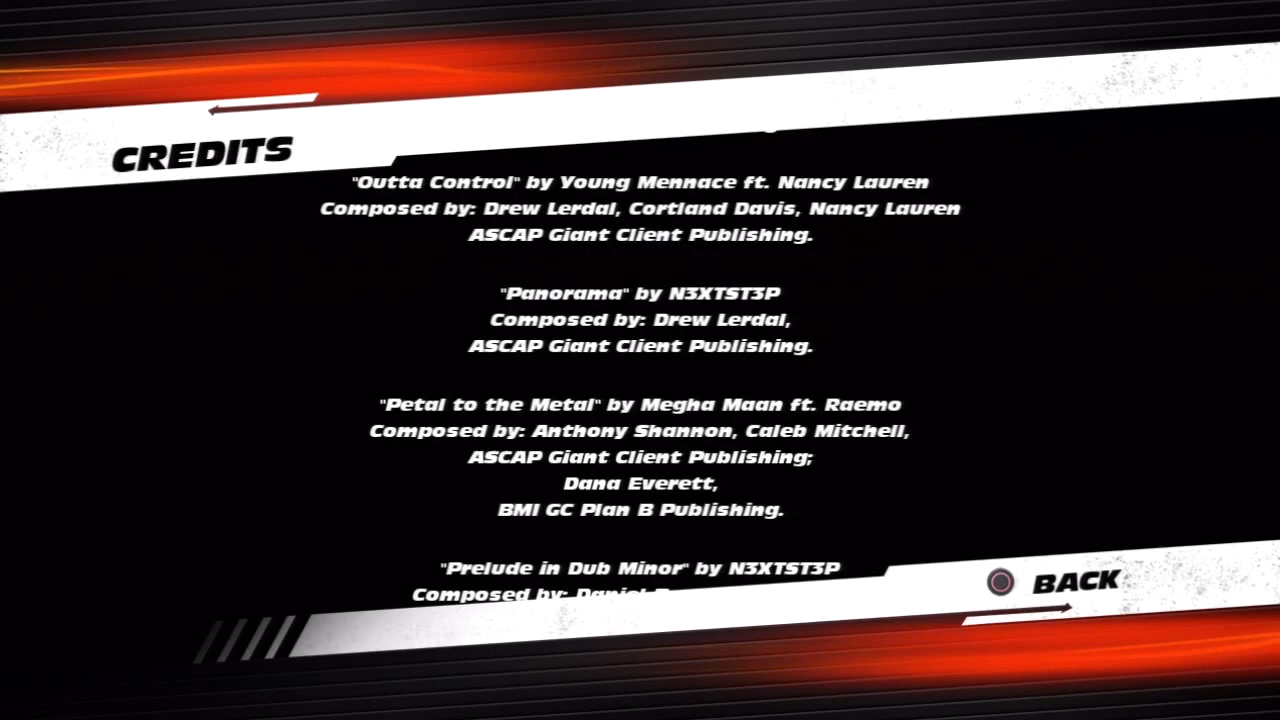 CREDITS
"Outta Control" by Young Mennace ft. Nancy Lauren
Composed by: Drew Lerdal, Cortland Davis, Nancy Lauren
ASCAP Giant Client Publishing.
"Panorama" by N3XTST3P
Composed by: Drew Lerdal,
ASCAP Giant Client Publishing.
"Petal to the Metal" by Megha Maan ft. Raemo
Composed by: Anthony Shannon, Caleb Mitchell,
ASCAP Giant Client Publishing;
Dana Everett,
BMI GC Plan B Publishing.
"Prelude in Dub Minor" by N3XTST3P
Composed by: Daniel
BACK